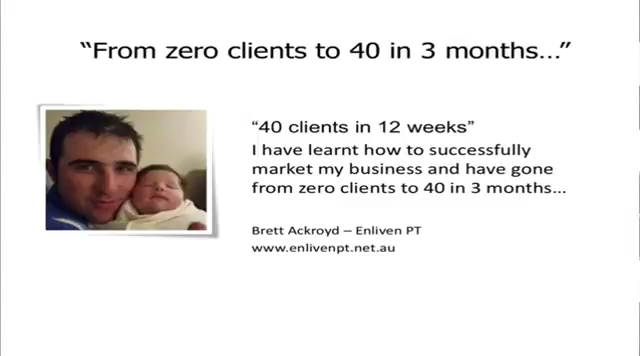 “From zero clients to 40 in 3 months...”
“40 clients in 12 weeks”
I have learnt how to successfully
market my business and have gone
from zero clients to 40 in 3 months...
Brett Ackroyd – Enliven PT
www.enlivenpt.net.au